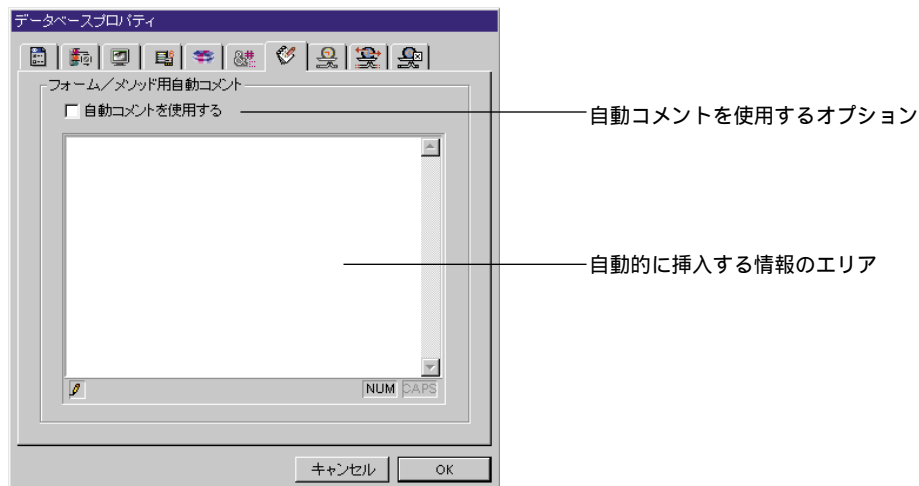 データベースプロパティ
フォーム／メソッド用自動コメント
自動コメントを使用する
自動コメントを使用するオプション
自動的に挿入する情報のエリア
NUM CAPS
キャンセル OK